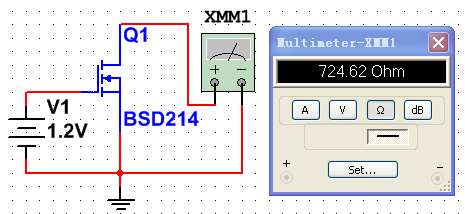 XMM1
Q1
+ −
V1
1.2V
BSD214
Multimeter-XMM1
724.62 Ohm
A V Ω dB
+ −
Set...